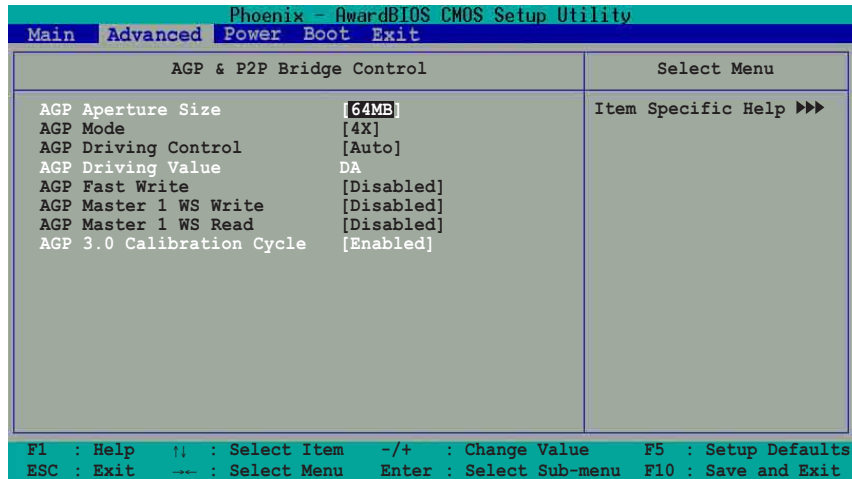 Phoenix - AwardBIOS CMOS Setup Utility
Main Advanced Power Boot Exit
AGP & P2P Bridge Control
Select Menu
AGP Aperture Size [64MB]
Item Specific Help ▶▶▶
AGP Mode [4X]
AGP Driving Control [Auto]
AGP Driving Value DA
AGP Fast Write [Disabled]
AGP Master 1 WS Write [Disabled]
AGP Master 1 WS Read [Disabled]
AGP 3.0 Calibration Cycle [Enabled]
F1 : Help ↑↓ : Select Item -/+ : Change Value F5 : Setup Defaults
ESC : Exit →← : Select Menu Enter : Select Sub-menu F10 : Save and Exit